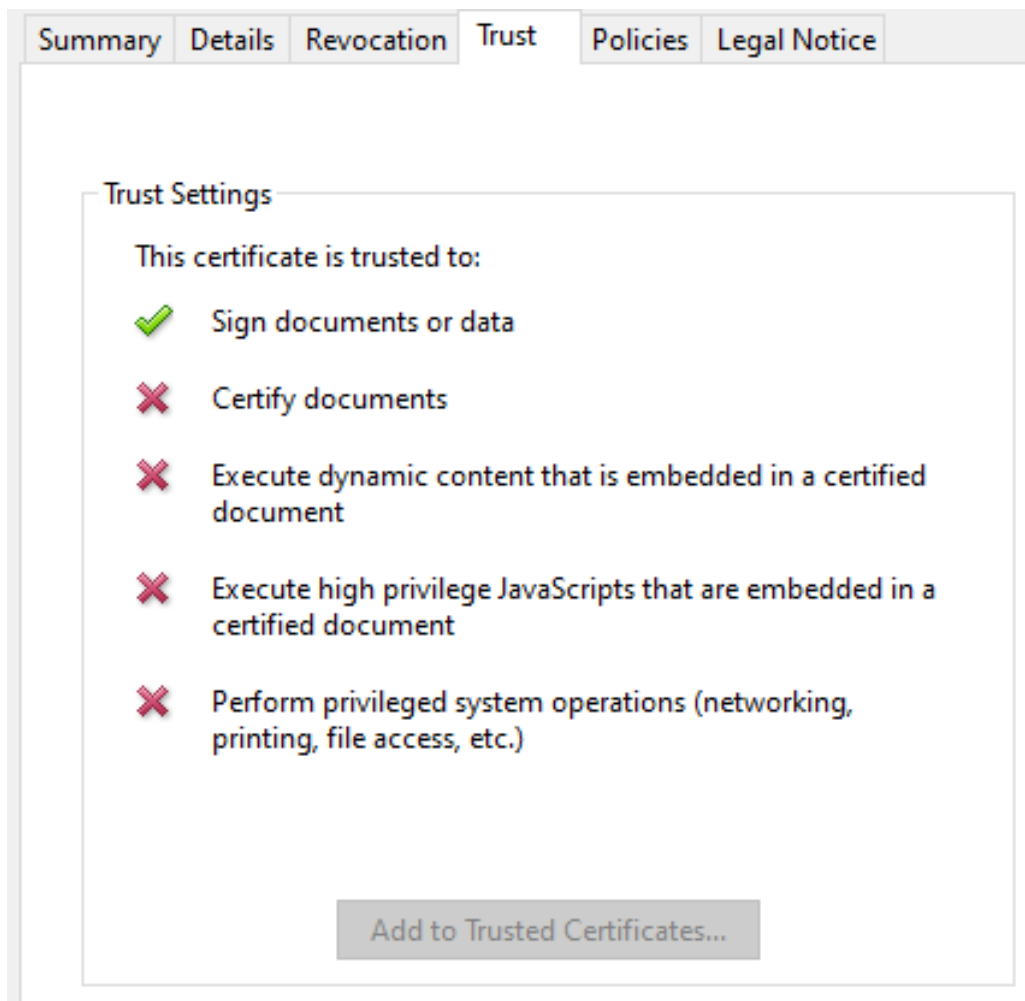 Summary Details Revocation Trust Policies Legal Notice
Trust Settings
This certificate is trusted to:
Sign documents or data
Certify documents
Execute dynamic content that is embedded in a certified
document
Execute high privilege JavaScripts that are embedded in a
certified document
Perform privileged system operations (networking,
printing, file access, etc.)
Add to Trusted Certificates...